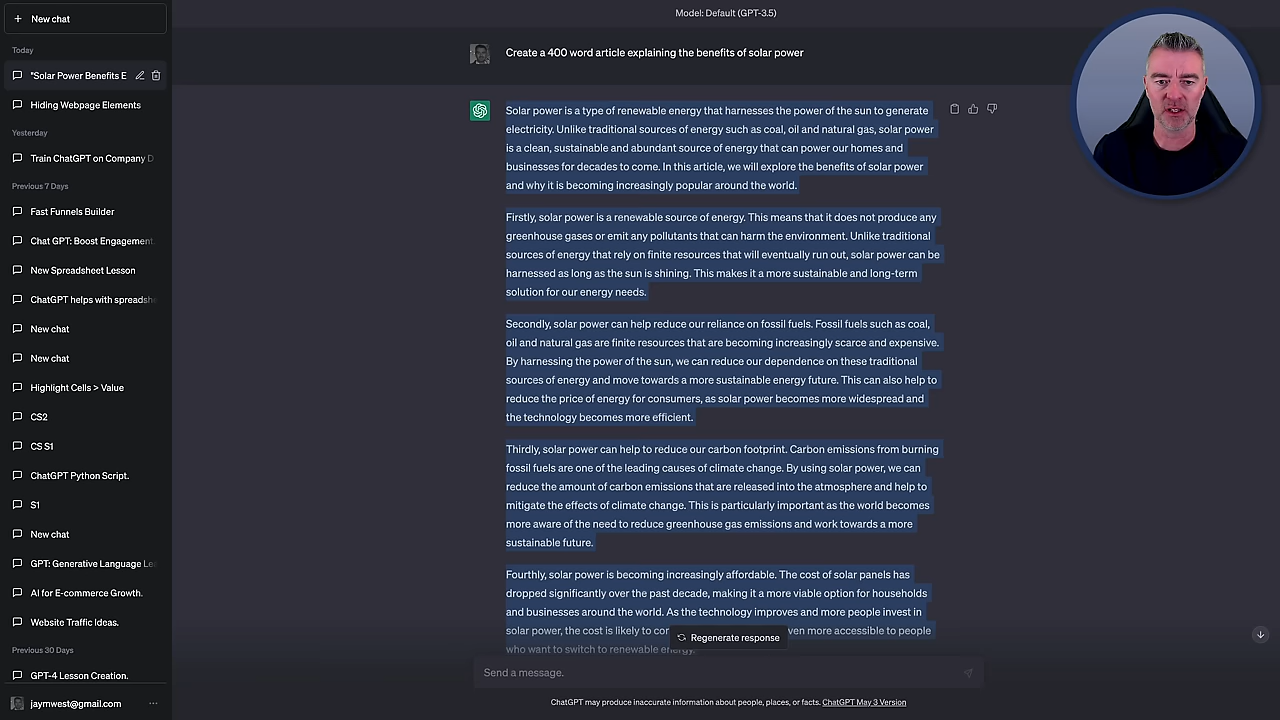 New chat
Today
"Solar Power Benefits E
Hiding Webpage Elements
Yesterday
Train ChatGPT on Company D
Previous 7 Days
Fast Funnels Builder
Chat GPT: Boost Engagement.
New Spreadsheet Lesson
ChatGPT helps with spreadshe
New chat
New chat
Highlight Cells > Value
CS2
CS S1
ChatGPT Python Script.
S1
New chat
GPT: Generative Language Le
AI for E-commerce Growth.
Website Traffic Ideas.
Previous 30 Days
GPT-4 Lesson Creation.
jaymwest@gmail.com
Model: Default (GPT-3.5)
Create a 400 word article explaining the benefits of solar power
Solar power is a type of renewable energy that harnesses the power of the sun to generate
electricity. Unlike traditional sources of energy such as coal, oil and natural gas, solar power
is a clean, sustainable and abundant source of energy that can power our homes and
businesses for decades to come. In this article, we will explore the benefits of solar power
and why it is becoming increasingly popular around the world.
Firstly, solar power is a renewable source of energy. This means that it does not produce any
greenhouse gases or emit any pollutants that can harm the environment. Unlike traditional
sources of energy that rely on finite resources that will eventually run out, solar power can be
harnessed as long as the sun is shining. This makes it a more sustainable and long-term
solution for our energy needs.
Secondly, solar power can help reduce our reliance on fossil fuels. Fossil fuels such as coal,
oil and natural gas are finite resources that are becoming increasingly scarce and expensive.
By harnessing the power of the sun, we can reduce our dependence on these traditional
sources of energy and move towards a more sustainable energy future. This can also help to
reduce the price of energy for consumers, as solar power becomes more widespread and
the technology becomes more efficient.
Thirdly, solar power can help to reduce our carbon footprint. Carbon emissions from burning
fossil fuels are one of the leading causes of climate change. By using solar power, we can
reduce the amount of carbon emissions that are released into the atmosphere and help to
mitigate the effects of climate change. This is particularly important as the world becomes
more aware of the need to reduce greenhouse gas emissions and work towards a more
sustainable future.
Fourthly, solar power is becoming increasingly affordable. The cost of solar panels has
dropped significantly over the past decade, making it a more viable option for households
and businesses around the world. As the technology improves and more people invest in
solar power, the cost is likely to cor ven more accessible to people
who want to switch to renewable energy.
Regenerate response
Send a message.
ChatGPT may produce inaccurate information about people, places, or facts. ChatGPT May 3 Version